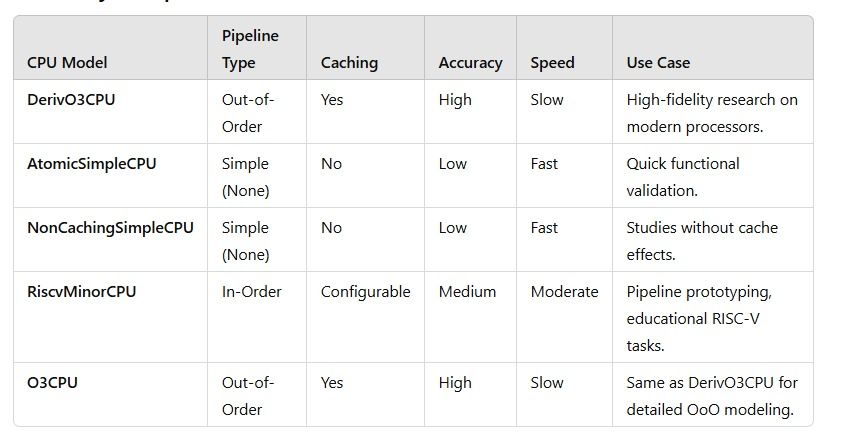 Pipeline
CPU Model Type Caching Accuracy Speed Use Case
DerivO3CPU Out-of- Yes High Slow High-fidelity research on
Order modern processors.
AtomicSimpleCPU Simple No Low Fast Quick functional
(None) validation.
NonCachingSimpleCPU Simple No Low Fast Studies without cache
(None) effects.
RiscvMinorCPU In-Order Configurable Medium Moderate Pipeline prototyping,
educational RISC-V
tasks.
O3CPU Out-of- Yes High Slow Same as DerivO3CPU for
Order detailed OoO modeling.